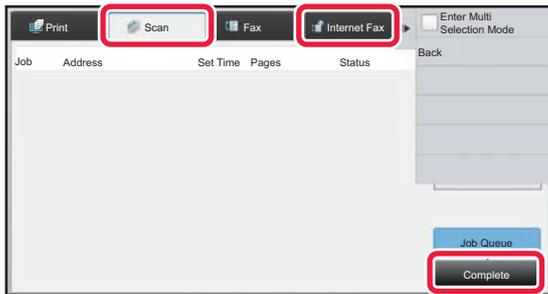 Print Scan Fax Internet Fax
Enter Multi
Selection Mode
Back
Job Address Set Time Pages Status
Job Queue
Complete